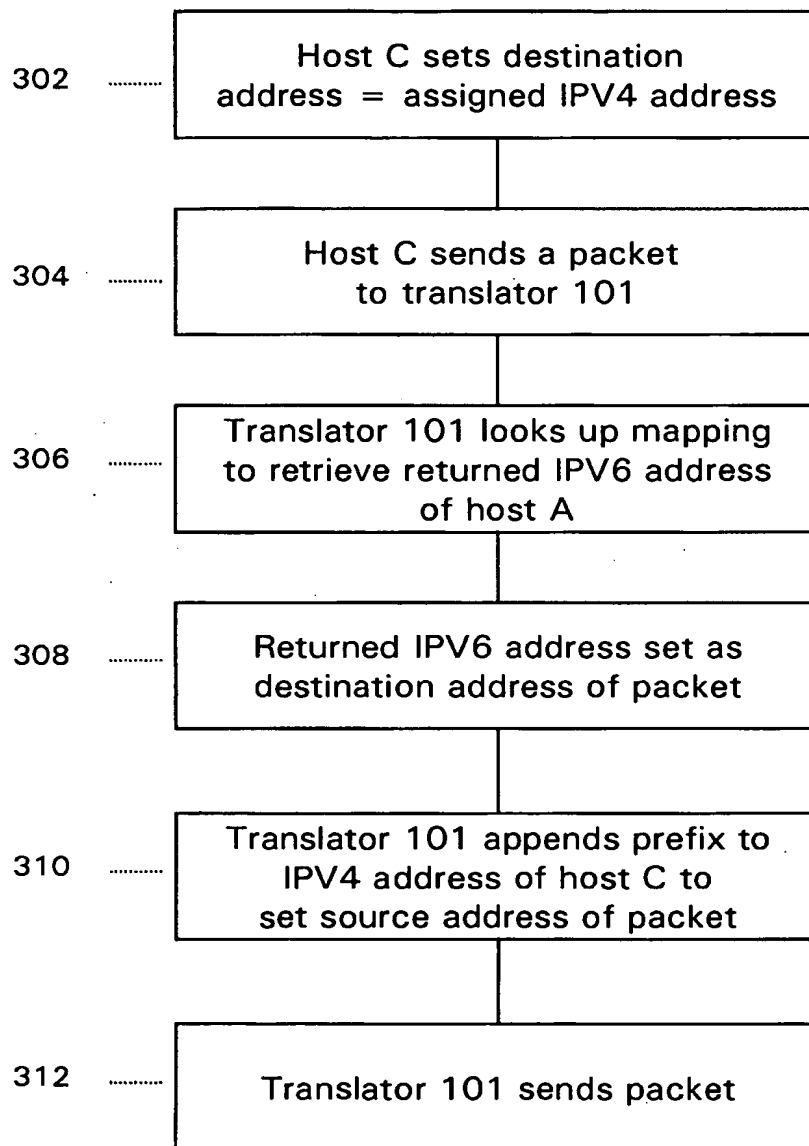 302
Host C sets destination
address = assigned IPV4 address
304
Host C sends a packet
to translator 101
306
Translator 101 looks up mapping
to retrieve returned IPV6 address
of host A
308
Returned IPV6 address set as
destination address of packet
310
Translator 101 appends prefix to
IPV4 address of host C to
set source address of packet
312
Translator 101 sends packet